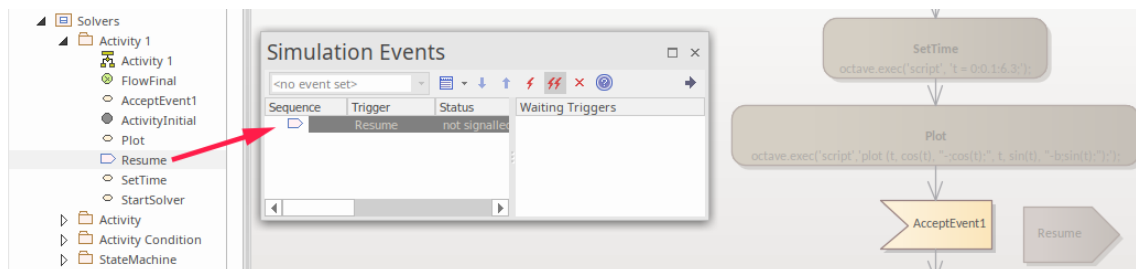 Solvers
Activity 1
Activity 1
FlowFinal
AcceptEvent1
ActivityInitial
Plot
Resume
SetTime
StartSolver
Activity
Activity Condition
StateMachine
Simulation Events
<no event set>
Sequence Trigger Status Waiting Triggers
Resume not signalled
SetTime
octave.exec('script', 't = 0:0.1:6.3;');
Plot
octave.exec('script','plot (t, cos(t), "-;cos(t);", t, sin(t), "-b;sin(t);");');
AcceptEvent1
Resume